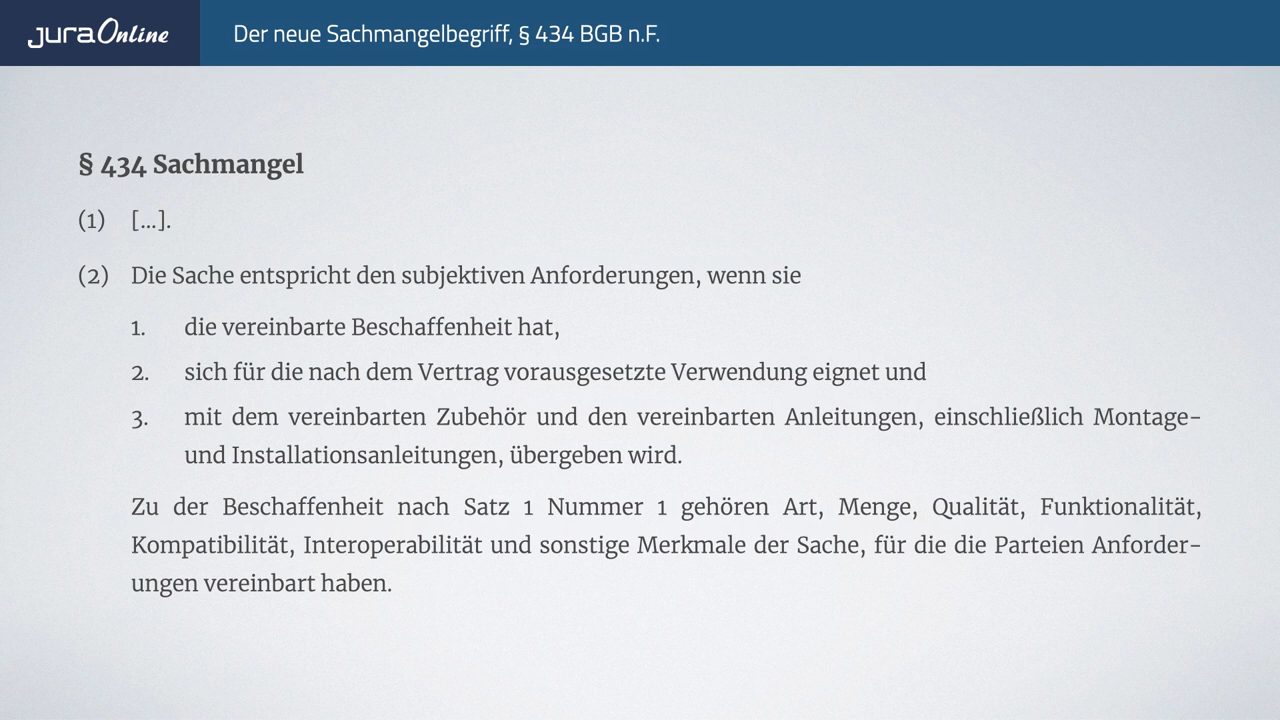 juraOnline
Der neue Sachmangelbegriff, § 434 BGB n.F.
§ 434 Sachmangel
(1) [...].
(2) Die Sache entspricht den subjektiven Anforderungen, wenn sie
1. die vereinbarte Beschaffenheit hat,
2. sich für die nach dem Vertrag vorausgesetzte Verwendung eignet und
3. mit dem vereinbarten Zubehör und den vereinbarten Anleitungen, einschließlich Montage-
und Installationsanleitungen, übergeben wird.
Zu der Beschaffenheit nach Satz 1 Nummer 1 gehören Art, Menge, Qualität, Funktionalität,
Kompatibilität, Interoperabilität und sonstige Merkmale der Sache, für die die Parteien Anforder-
ungen vereinbart haben.